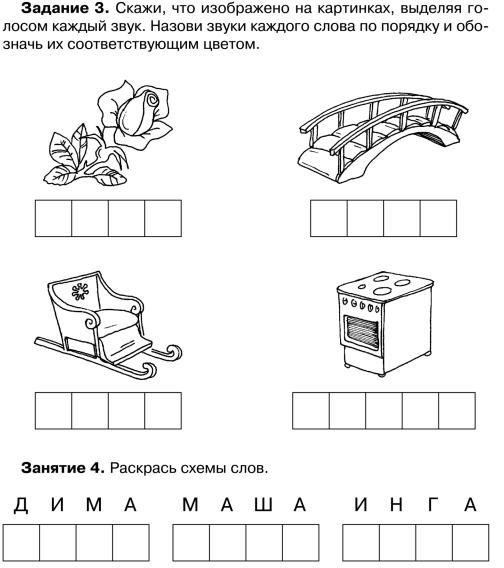 Задание 3. Скажи, что изображено на картинках, выделяя го-
лосом каждый звук. Назови звуки каждого слова по порядку и обо-
значь их соответствующим цветом.
Занятие 4. Раскрась схемы слов.
Д И М А М А Ш А И Н Г А